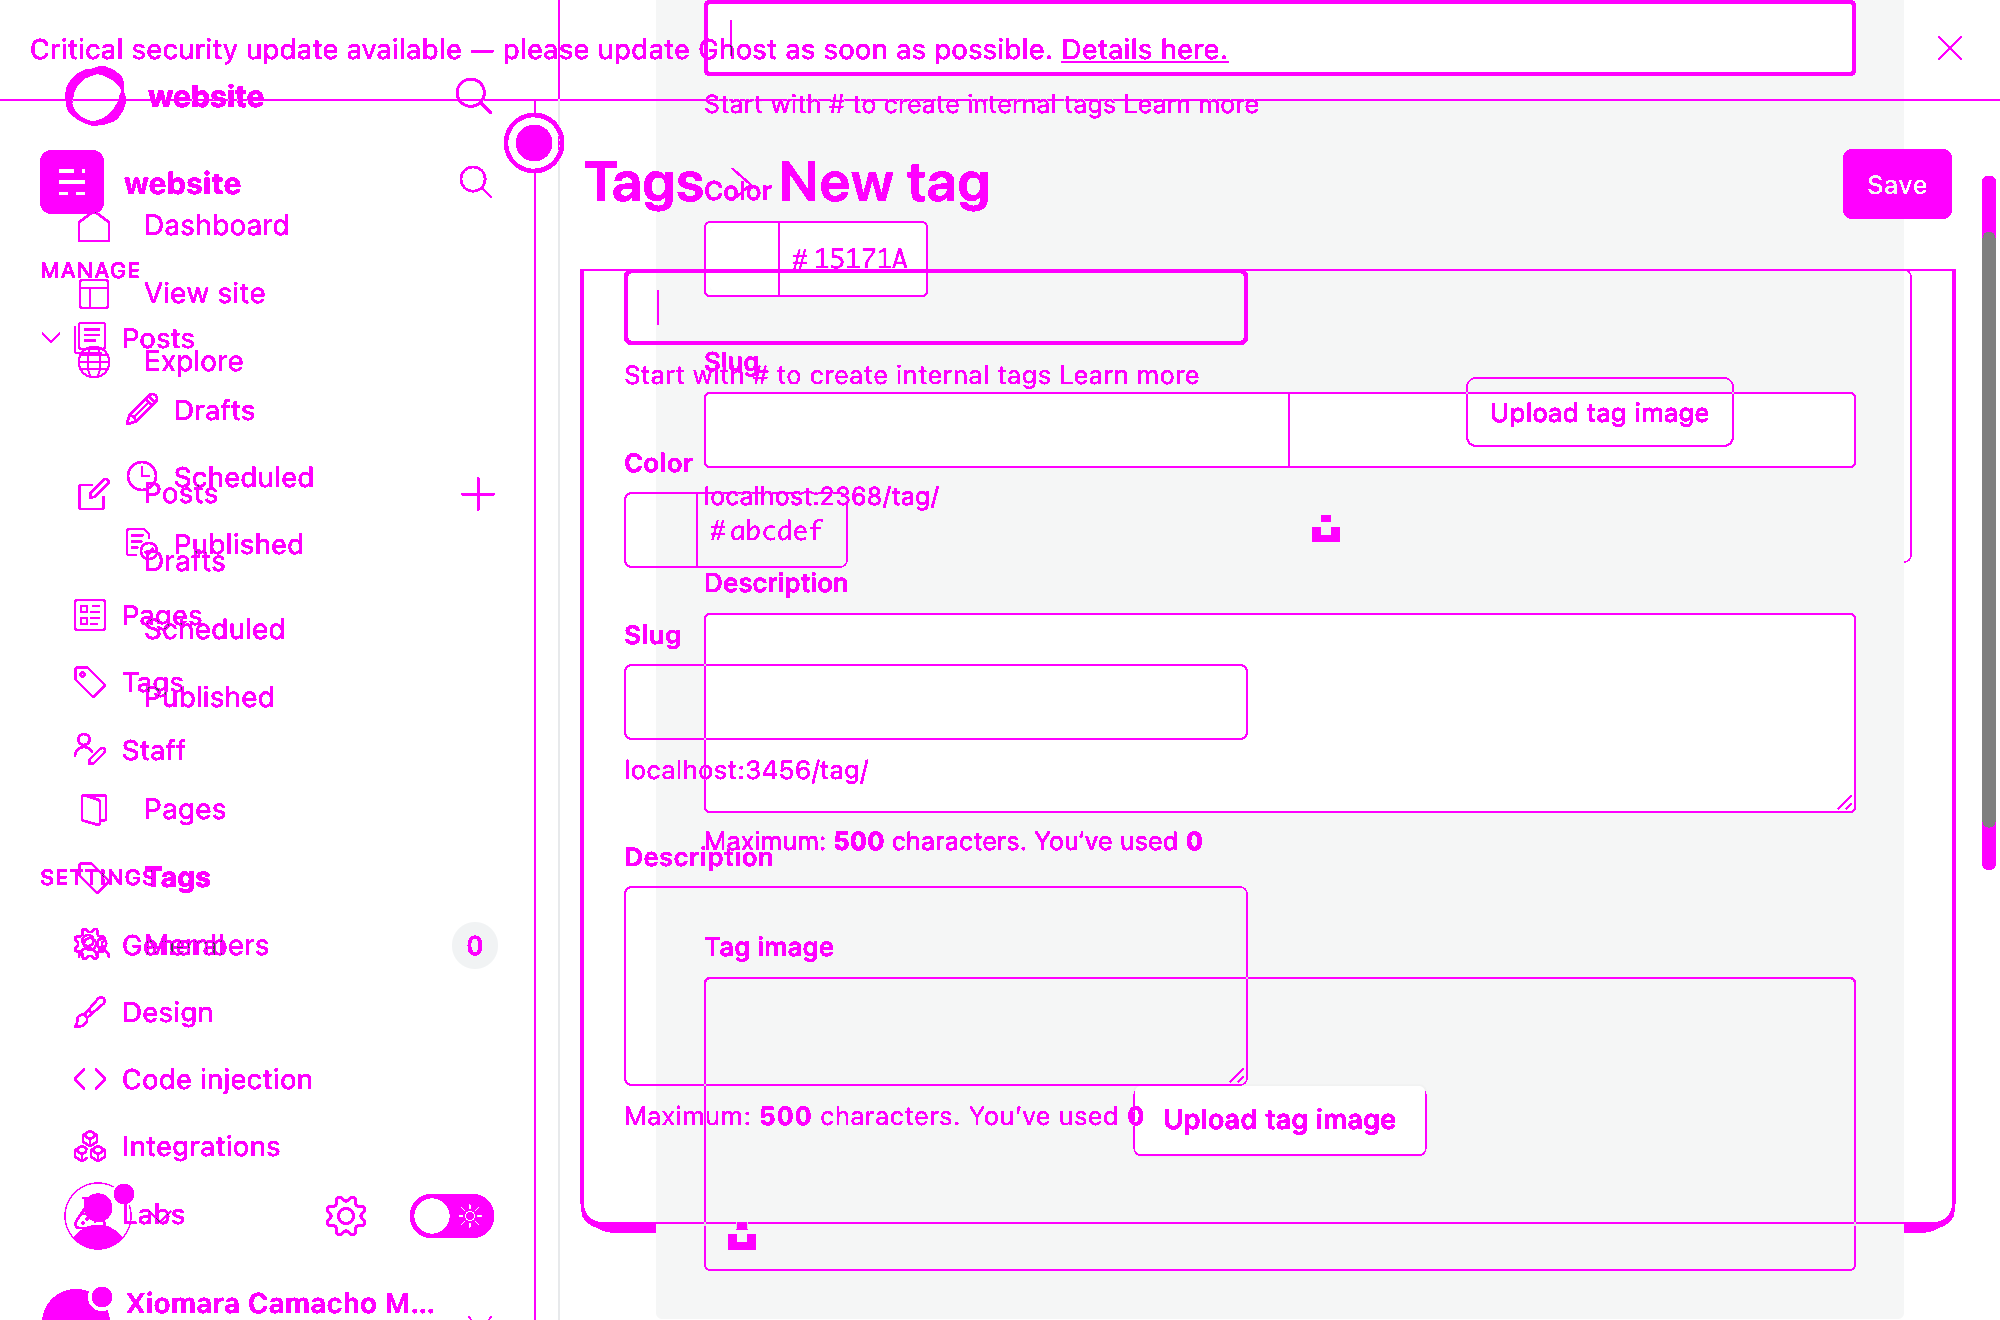 Critical security update available — please update Ghost as soon as possible. Details here.
website
Start with # to create internal tags Learn more
website
Tags
New tag
Save
Color
Dashboard
# 15171A
MANAGE
View site
Posts
Explore
Slug
Start with # to create internal tags Learn more
Drafts
Upload tag image
Color
Scheduled
Posts
localhost:2368/tag/
#abcdef
Published
Drafts
Description
Pages
Scheduled
Slug
Tags
Published
Staff
localhost:3456/tag/
Pages
Maximum: 500 characters. You've used 0
Description
SETTINGS
Tags
General
Members
0
Tag image
Design
Code injection
Maximum: 500 characters. You've used 0
Upload tag image
Integrations
Labs
Xiomara Camacho M...